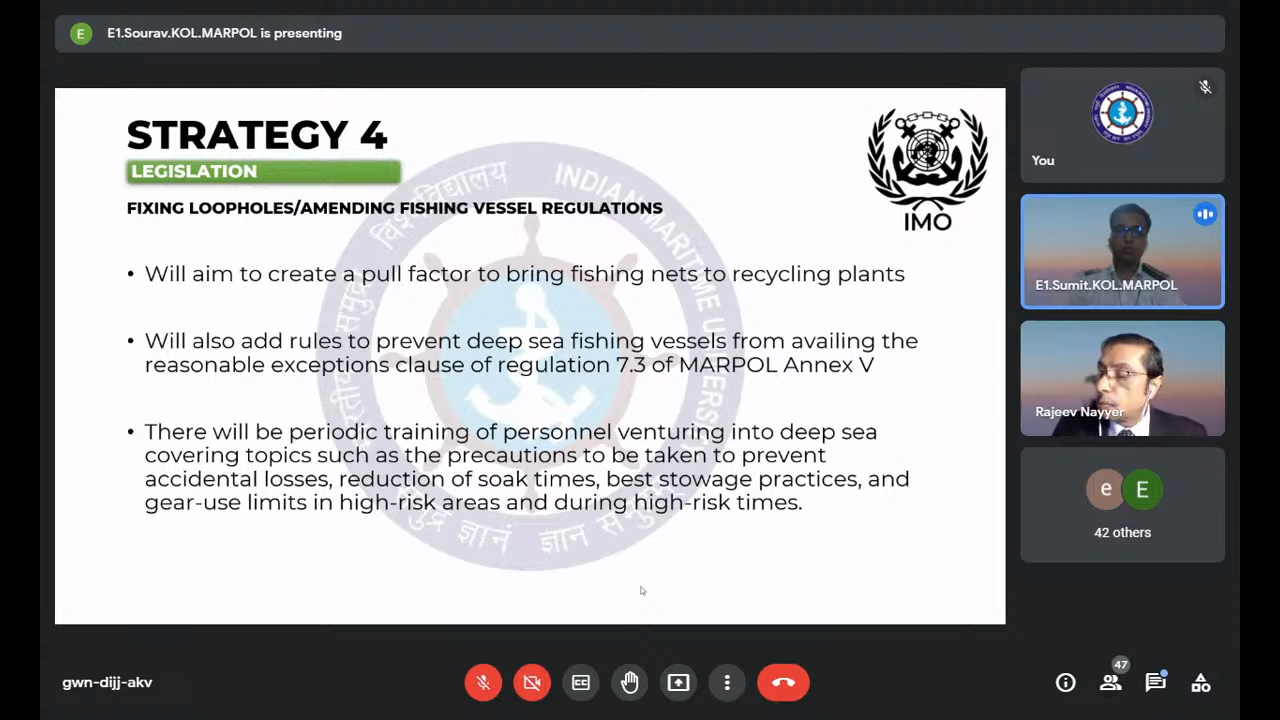 E
E1.Sourav.KOL.MARPOL is presenting
STRATEGY 4
LEGISLATION
FIXING LOOPHOLES/AMENDING FISHING VESSEL REGULATIONS
IMO
• Will aim to create a pull factor to bring fishing nets to recycling plants
• Will also add rules to prevent deep sea fishing vessels from availing the
reasonable exceptions clause of regulation 7.3 of MARPOL Annex V
• There will be periodic training of personnel venturing into deep sea
covering topics such as the precautions to be taken to prevent
accidental losses, reduction of soak times, best stowage practices, and
gear-use limits in high-risk areas and during high-risk times.
INDIAN MARITIME UNIVERSITY
You
E1.Sumit.KOL.MARPOL
Rajeev Nayyer
e
E
42 others
gwn-dijj-akv
CC
47